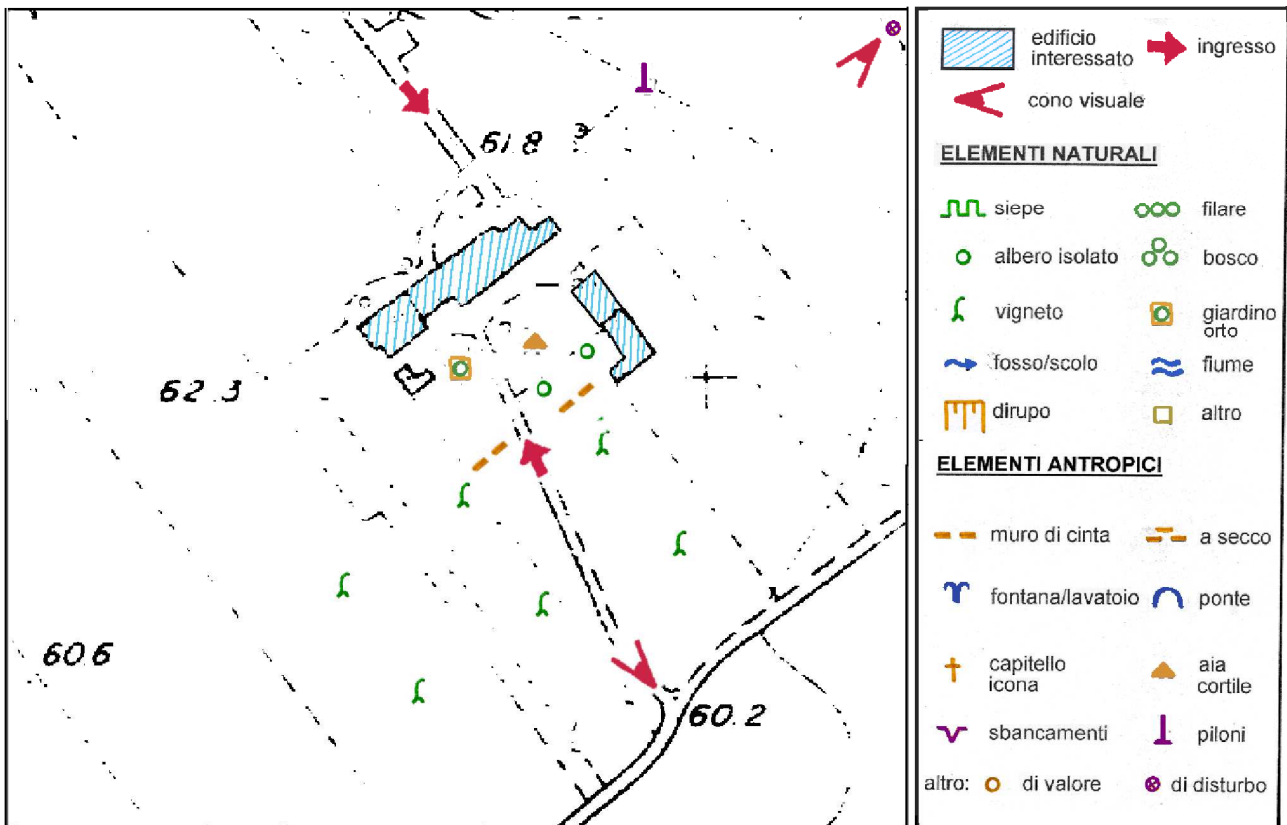 61.8
62.3
60.6
60.2
edificio interessato
ingresso
cono visuale
ELEMENTI NATURALI
siepe
filare
albero isolato
bosco
vigneto
giardino orto
fosso/scolo
fiume
dirupo
altro
ELEMENTI ANTROPICI
muro di cinta
a secco
fontana/lavatoio
ponte
capitello icona
aia cortile
sbancamenti
piloni
altro:
di valore
di disturbo